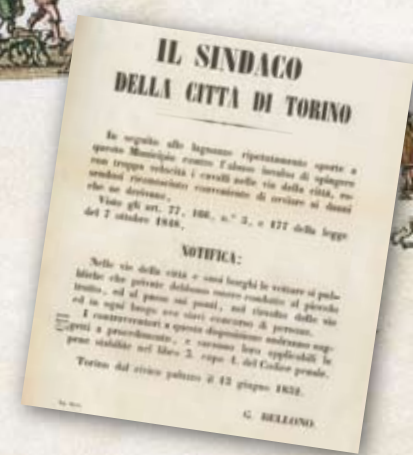 IL SINDACO
DELLA CITTÀ DI TORINO
In seguito alle lagnanze ripetutamente sporte a
questo Municipio contro l'abuso invalso di spingere
con troppa velocità i cavalli nelle vie della città, es-
sendosi riconosciuto conveniente di ovviare ai danni
che ne derivano,
Visto gli art. 77, 166, n.° 3, e 177 della legge
del 7 ottobre 1848,
NOTIFICA:
Nelle vie della città e suoi borghi le vetture sì pub-
bliche che private debbono essere condotte al piccolo
trotto, ed al passo sui ponti, nel risvolto delle vie
ed in ogni luogo ove siavi concorso di persone.
I contravventori a questa disposizione andranno sog-
getti a procedimento, e saranno loro applicabili le
pene stabilite nel libro 3. capo 1. del Codice penale.
Torino dal civico palazzo il 12 giugno 1852.
G. BELLONO.